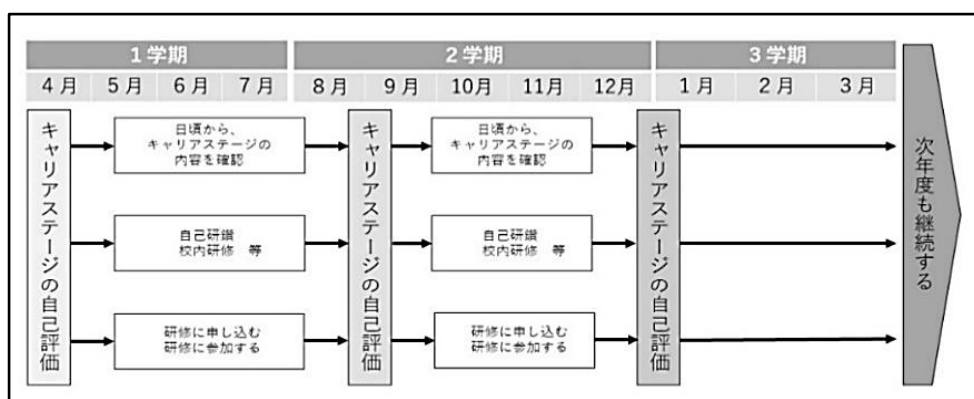 1学期
2学期
3学期
4月
5月
6月
7月
8月
9月
10月
11月
12月
1月
2月
3月
キャリアステージの自己評価
日頃から、
キャリアステージの
内容を確認
自己研鑽
校内研修　等
研修に申し込む
研修に参加する
キャリアステージの自己評価
日頃から、
キャリアステージの
内容を確認
自己研鑽
校内研修　等
研修に申し込む
研修に参加する
キャリアステージの自己評価
次年度も継続する